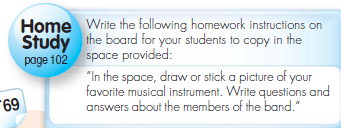 Home
Study
page 102
Write the following homework instructions on
the board for your students to copy in the
space provided:
“In the space, draw or stick a picture of your
favorite musical instrument. Write questions and
answers about the members of the band.”
69